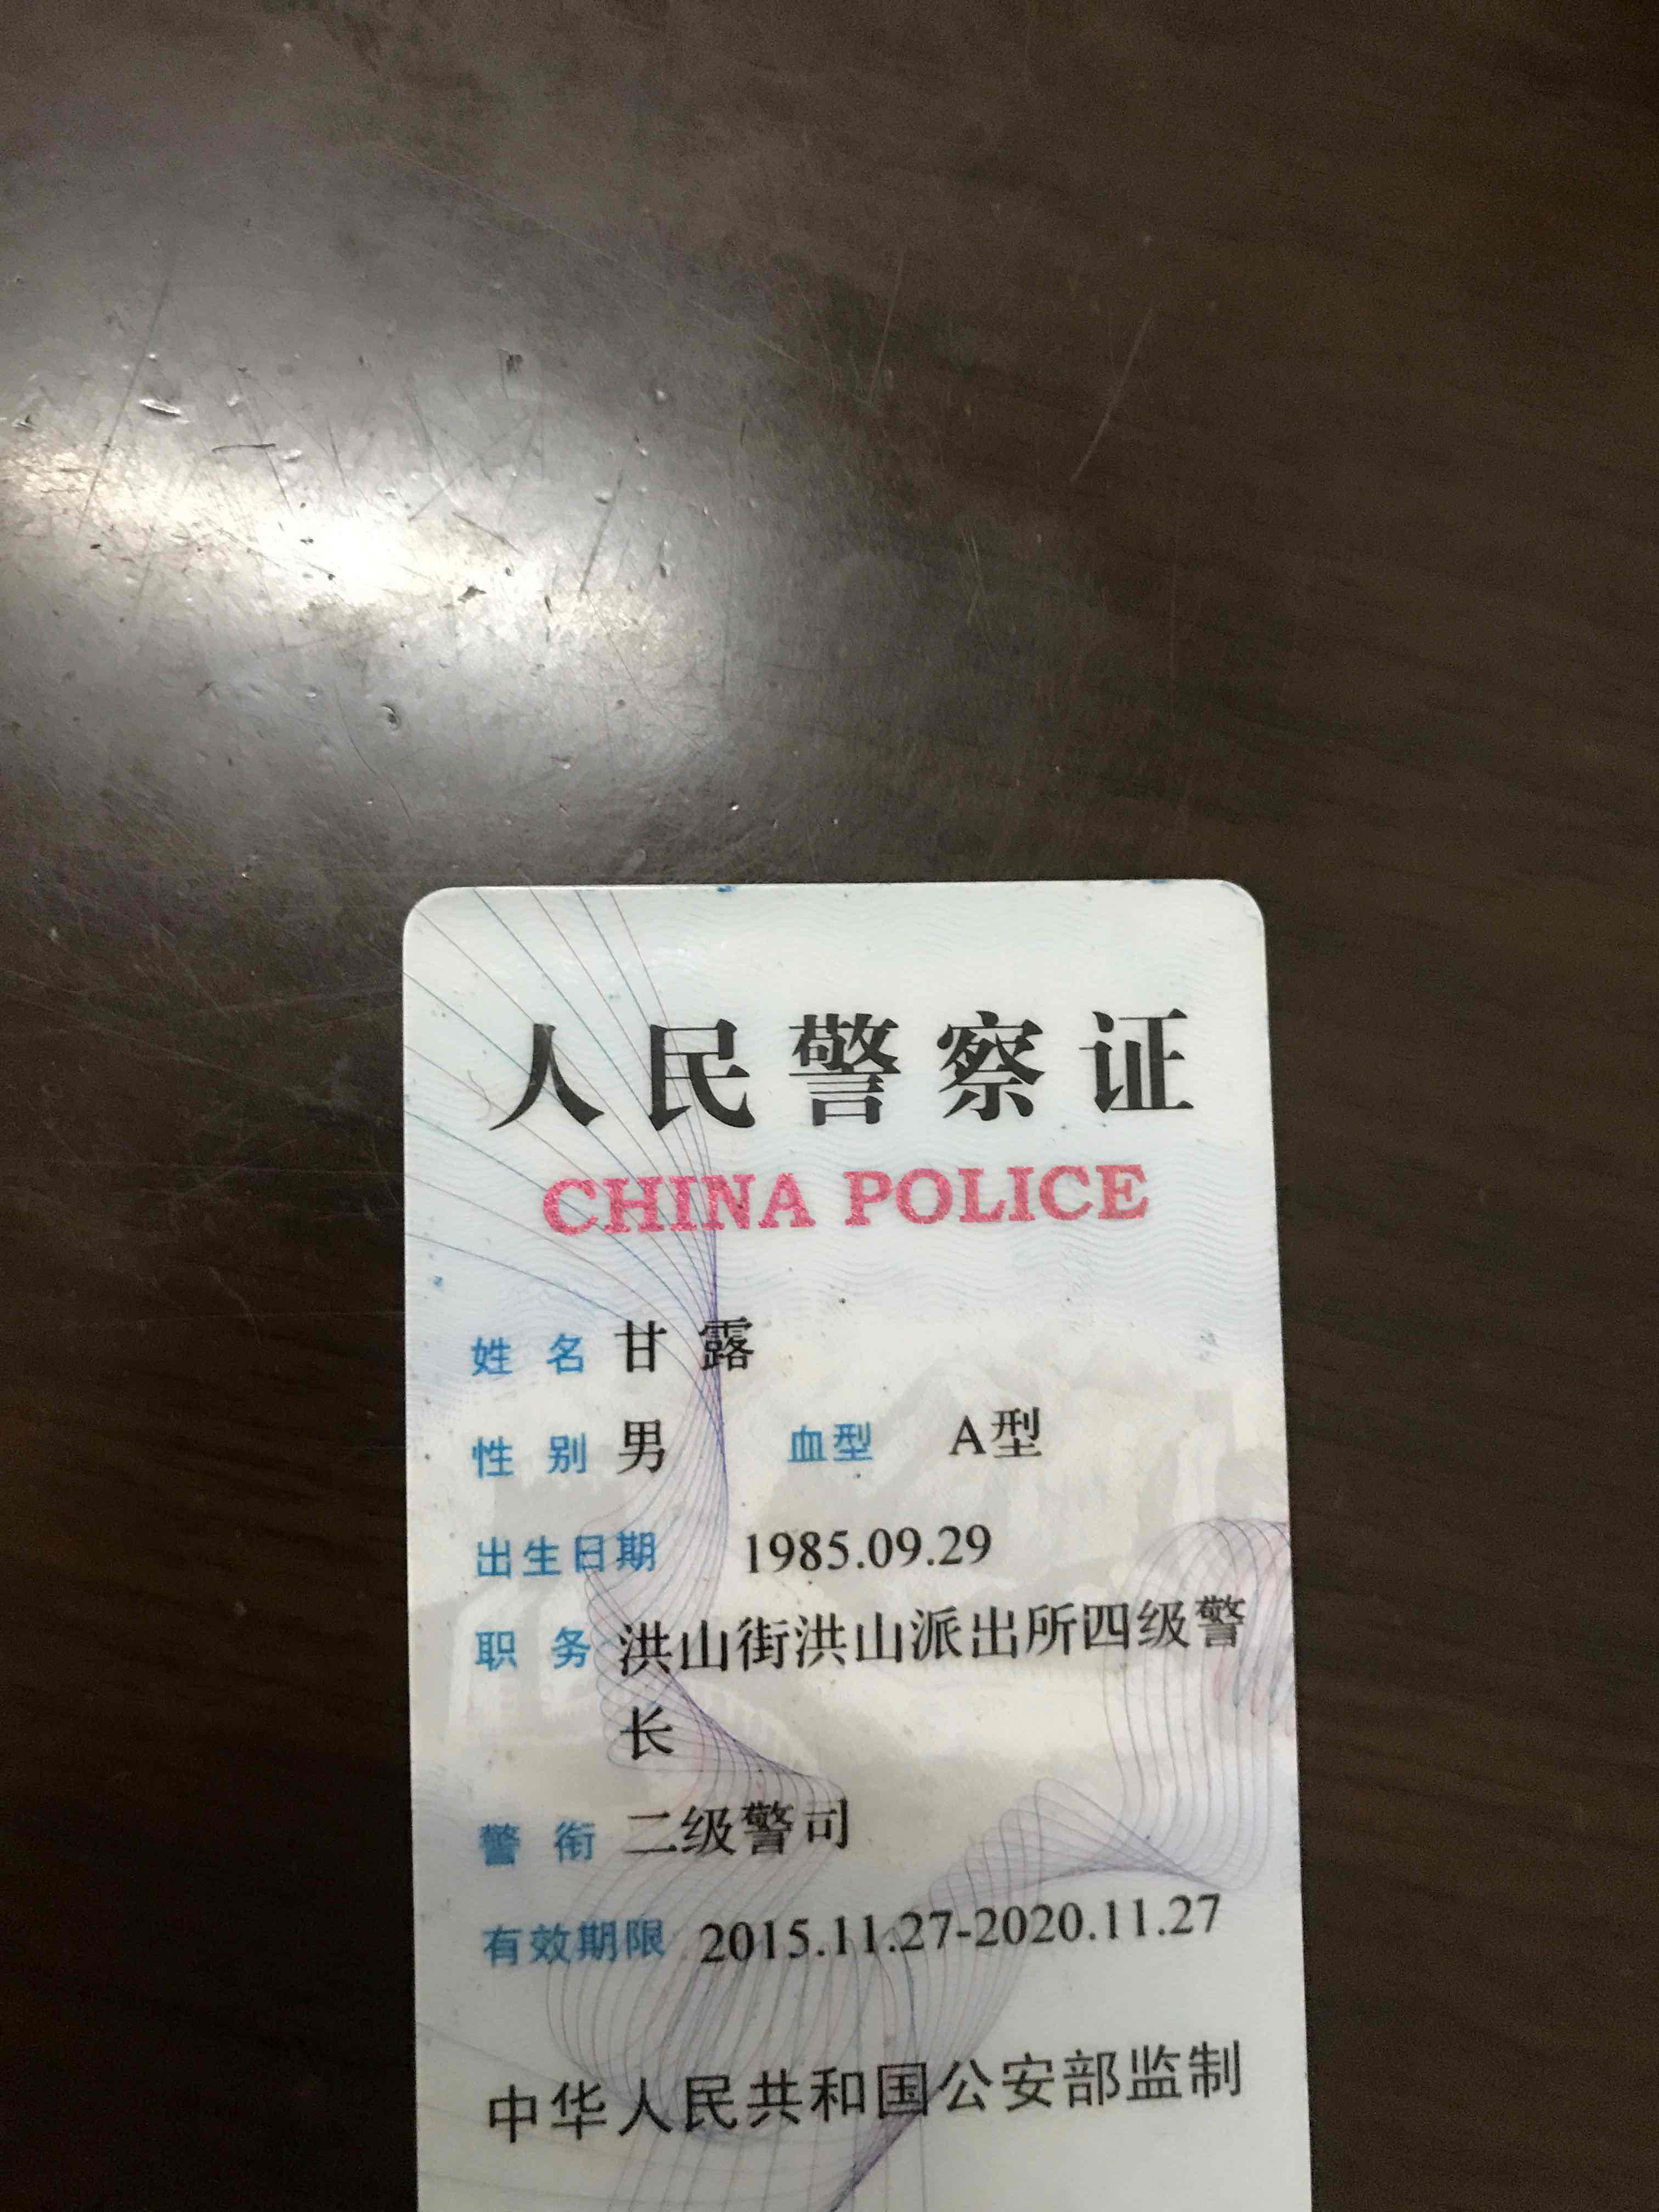 人民警察证
CHINA POLICE
姓 名 甘 露
性 别 男 血型 A型
出生日期 1985.09.29
职 务 洪山街洪山派出所四级警
长
警 衔 二级警司
有效期限 2015.11.27-2020.11.27
中华人民共和国公安部监制